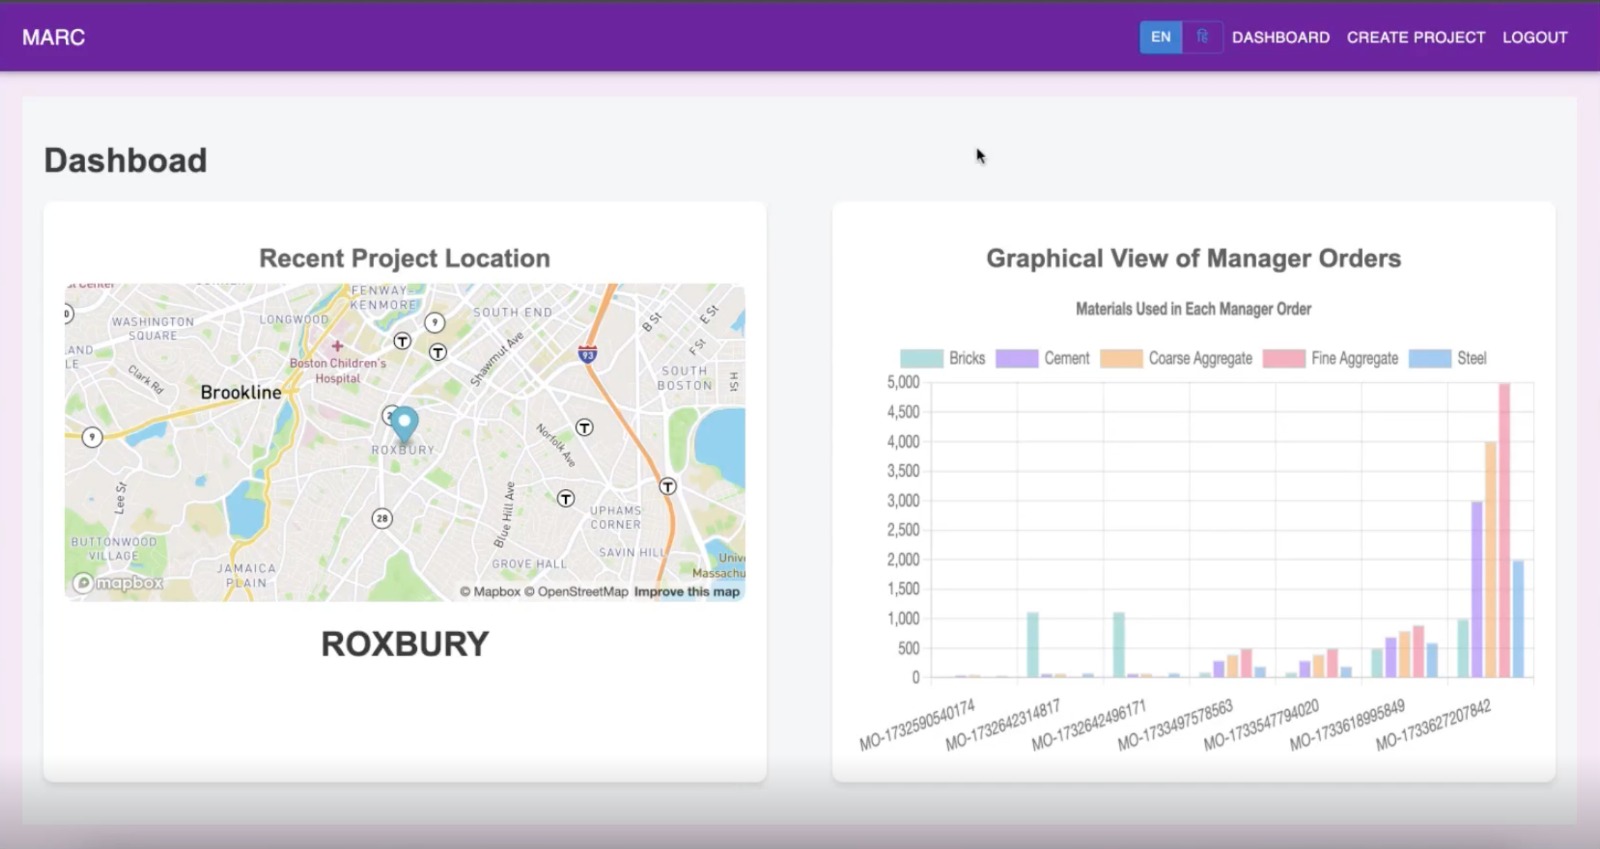 MARC
EN हिं DASHBOARD CREATE PROJECT LOGOUT
Dashboad
Recent Project Location
FENWAY-
KENMORE
WASHINGTON
SQUARE
LONGWOOD
SOUTH END
9
B St
E St
F St
T
T
93
Boston Children's
Hospital
Clark Rd
Shawmut Ave
SOUTH
BOSTON
H St
Brookline
9
ROXBURY
Norfolk Ave
T
Lee St
Blue Hill Ave
T
T
28
UPHAMS
CORNER
BUTTONWOOD
VILLAGE
JAMAICA
PLAIN
GROVE HALL
SAVIN HILL
Univ
Massachu
mapbox
© Mapbox © OpenStreetMap Improve this map
ROXBURY
Graphical View of Manager Orders
Materials Used in Each Manager Order
Bricks Cement Coarse Aggregate Fine Aggregate Steel
5,000
4,500
4,000
3,500
3,000
2,500
2,000
1,500
1,000
500
0
MO-1732590540174
MO-1732642314817
MO-1732642496171
MO-1733497578563
MO-1733547794020
MO-1733618995849
MO-1733627207842